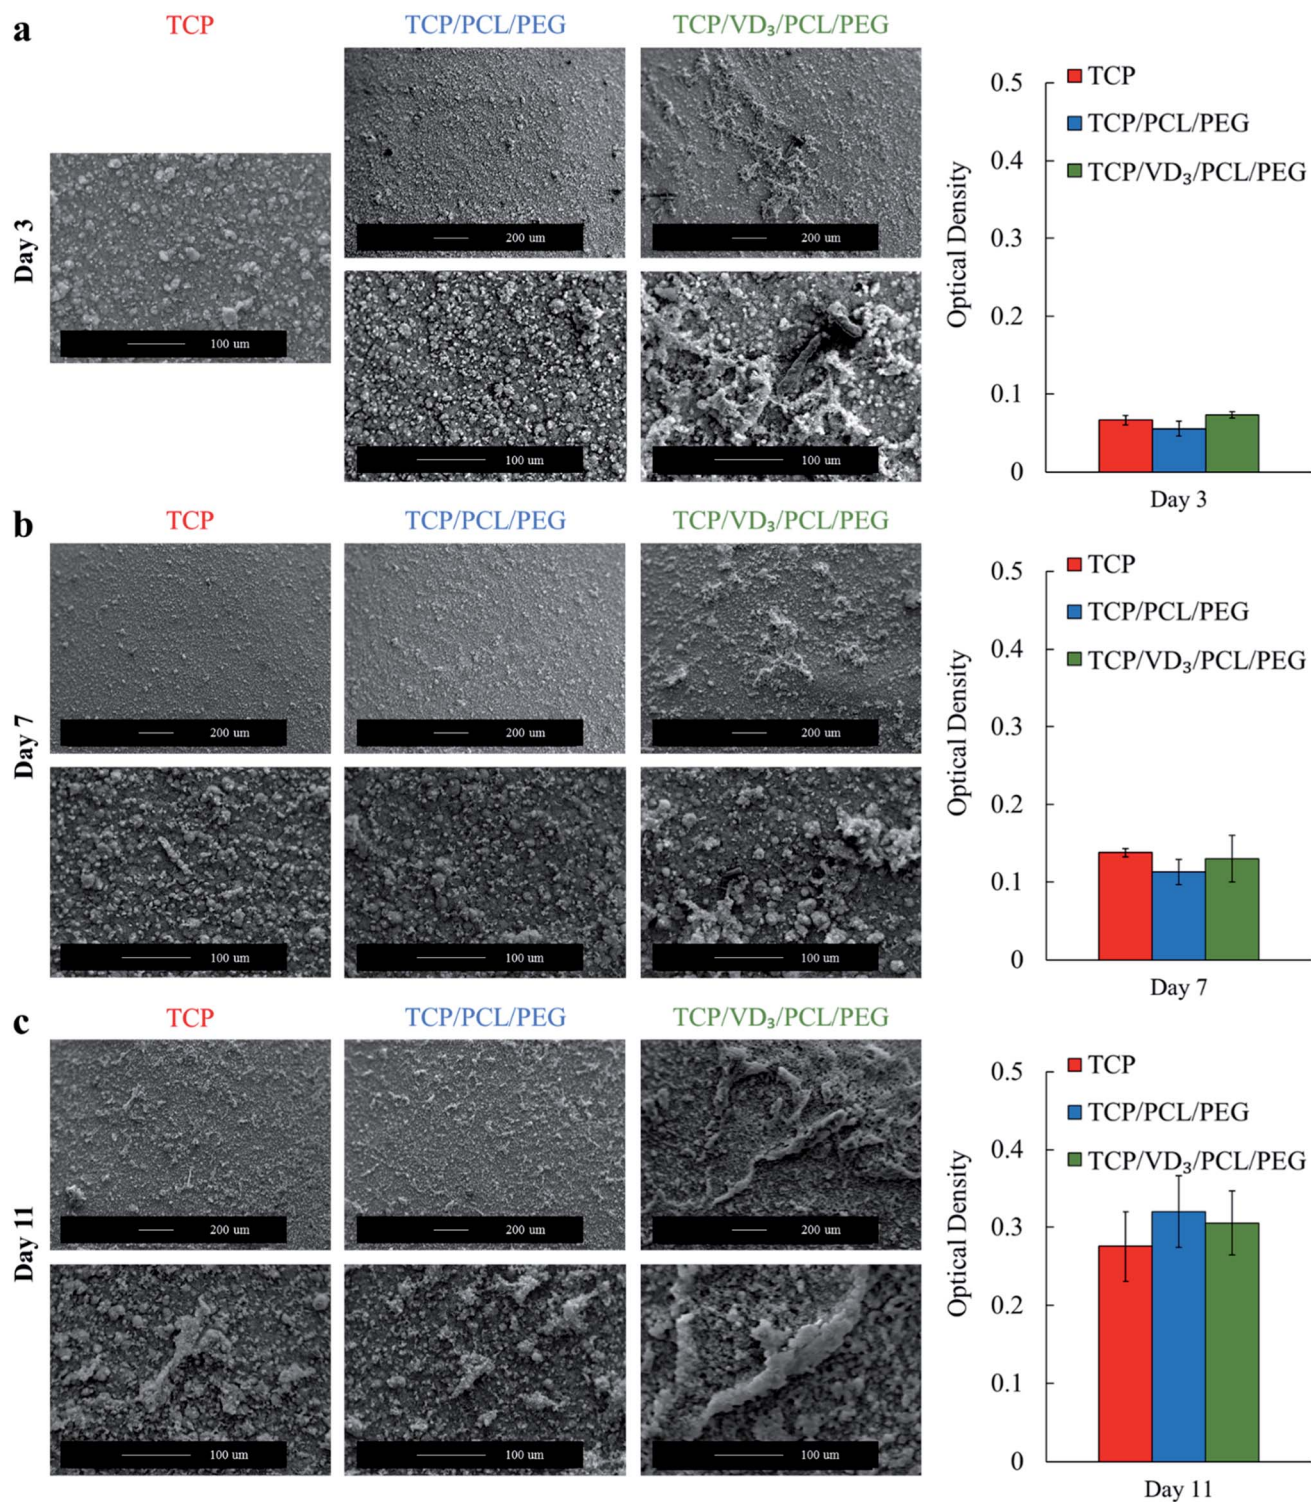 a
TCP
TCP/PCL/PEG
TCP/VD₃/PCL/PEG
Day 3
100 um
200 um
200 um
100 um
100 um
Optical Density
0.5
0.4
0.3
0.2
0.1
0
TCP
TCP/PCL/PEG
TCP/VD₃/PCL/PEG
Day 3
b
TCP
TCP/PCL/PEG
TCP/VD₃/PCL/PEG
Day 7
200 um
200 um
200 um
100 um
100 um
100 um
Optical Density
0.5
0.4
0.3
0.2
0.1
0
TCP
TCP/PCL/PEG
TCP/VD₃/PCL/PEG
Day 7
c
TCP
TCP/PCL/PEG
TCP/VD₃/PCL/PEG
Day 11
200 um
200 um
200 um
100 um
100 um
100 um
Optical Density
0.5
0.4
0.3
0.2
0.1
0
TCP
TCP/PCL/PEG
TCP/VD₃/PCL/PEG
Day 11